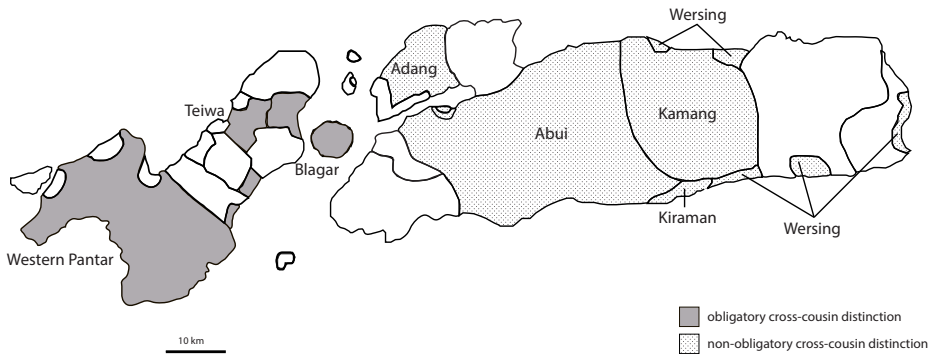 Wersing
Adang
Teiwa
Kamang
Abui
Blagar
Kiraman
Wersing
Western Pantar
obligatory cross-cousin distinction
10 km
non-obligatory cross-cousin distinction